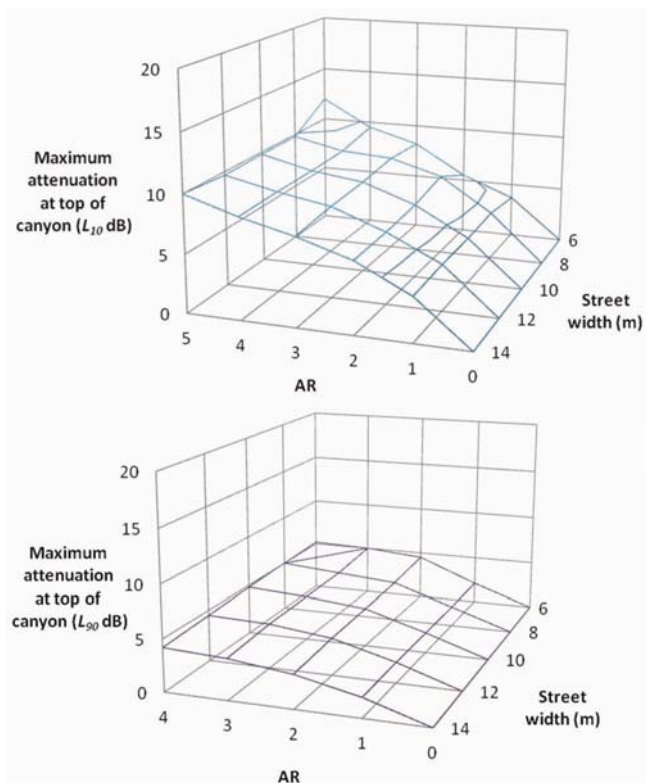 20
15
10
5
0
Maximum
attenuation
at top of
canyon (L10 dB)
5
4
3
2
1
0
AR
6
8
10
12
14
Street
width (m)
20
15
10
5
0
Maximum
attenuation
at top of
canyon (L90 dB)
4
3
2
1
0
AR
6
8
10
12
14
Street
width (m)